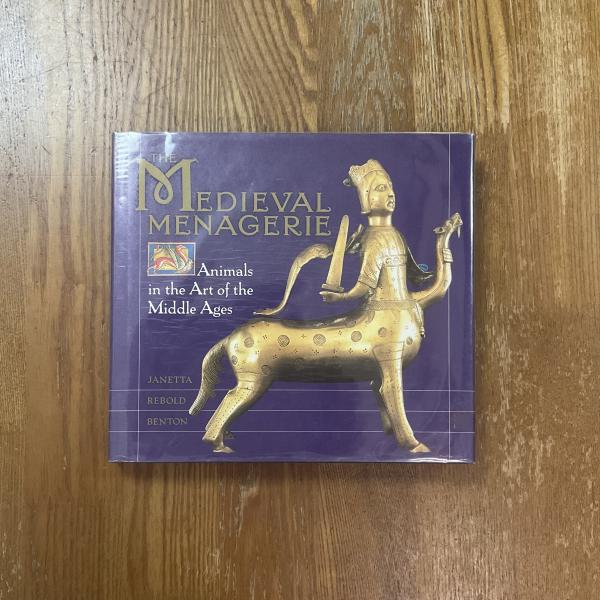 THE
MEDIEVAL
MENAGERIE
Animals
in the Art of the
Middle Ages
JANETTA
REBOLD
BENTON